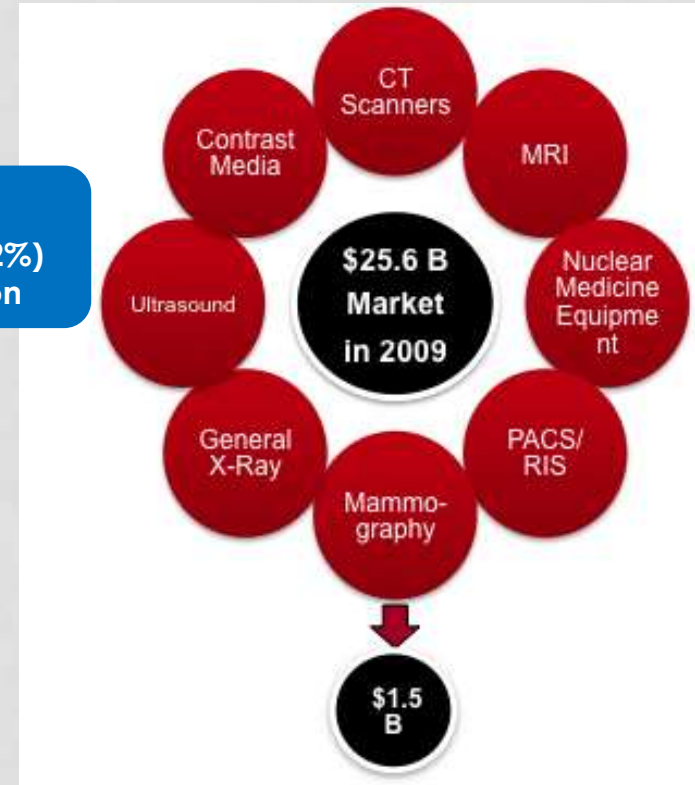 CT
Scanners
Contrast
Media
MRI
2%)
on
$25.6 B
Market
in 2009
Nuclear
Medicine
Equipme
nt
Ultrasound
General
X-Ray
PACS/
RIS
Mammo-
graphy
$1.5
B